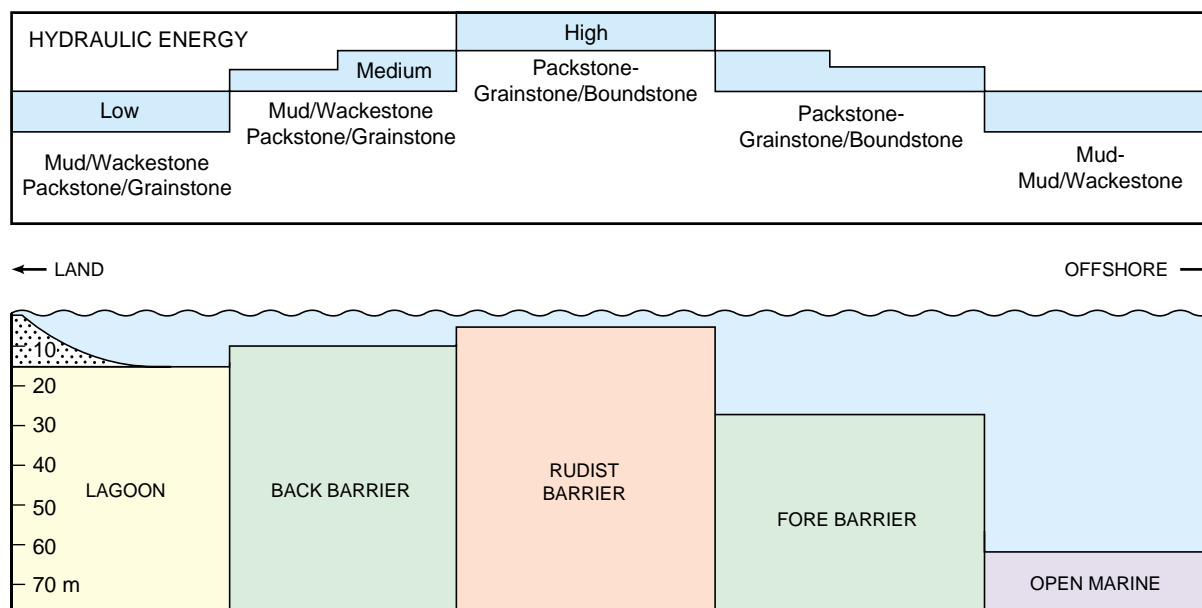 HYDRAULIC ENERGY
High
Medium
Low
Packstone-
Grainstone/Boundstone
Mud/Wackestone
Packstone/Grainstone
Packstone-
Grainstone/Boundstone
Mud/Wackestone
Packstone/Grainstone
Mud-
Mud/Wackestone
LAND
OFFSHORE
10
20
30
40
50
60
70 m
LAGOON
BACK BARRIER
RUDIST
BARRIER
FORE BARRIER
OPEN MARINE